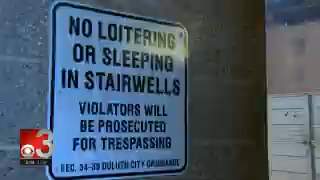 NO LOITERING
OR SLEEPING
IN STAIRWELLS
VIOLATORS WILL
BE PROSECUTED
FOR TRESPASSING
SEC. 34-39 DULUTH CITY ORDINANCE
3